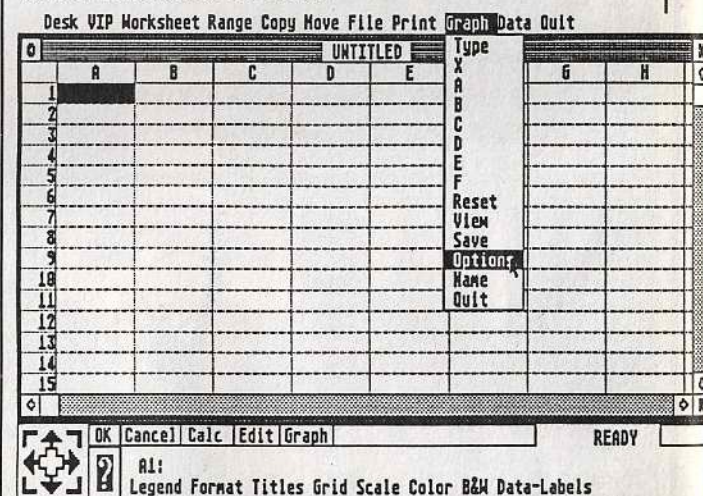 Desk VIP Worksheet Range Copy Move File Print Graph Data Quit
UNTITLED
A B C D E G H
Type
X
A
B
C
D
E
F
Reset
View
Save
Options
Name
Quit
1
2
3
4
5
6
7
8
9
10
11
12
13
14
15
OK Cancel Calc Edit Graph READY
? A1:
Legend Format Titles Grid Scale Color B&W Data-Labels